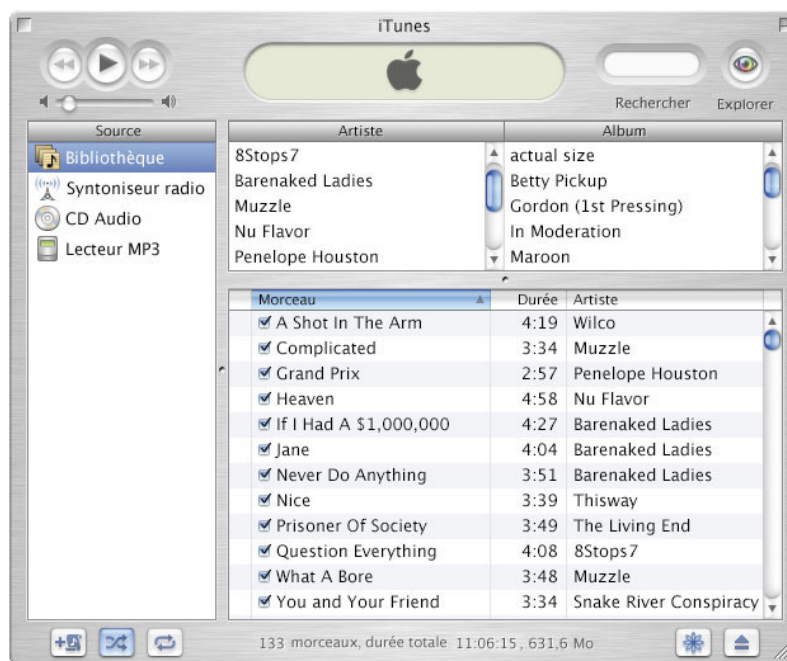 iTunes
Rechercher
Explorer
Source
Bibliothèque
Syntoniseur radio
CD Audio
Lecteur MP3
Artiste Album
8Stops7 actual size
Barenaked Ladies Betty Pickup
Muzzle Gordon (1st Pressing)
Nu Flavor In Moderation
Penelope Houston Maroon
Morceau Durée Artiste
A Shot In The Arm 4:19 Wilco
Complicated 3:34 Muzzle
Grand Prix 2:57 Penelope Houston
Heaven 4:58 Nu Flavor
If I Had A $1,000,000 4:27 Barenaked Ladies
Jane 4:04 Barenaked Ladies
Never Do Anything 3:51 Barenaked Ladies
Nice 3:39 Thisway
Prisoner Of Society 3:49 The Living End
Question Everything 4:08 8Stops7
What A Bore 3:48 Muzzle
You and Your Friend 3:34 Snake River Conspiracy
133 morceaux, durée totale 11:06:15, 631,6 Mo